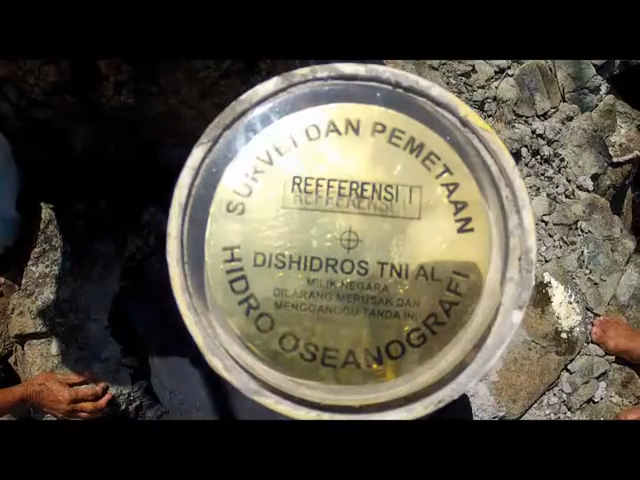 SURVEI DAN PEMETAAN
REFFERENSI I
DISHIDROS TNI AL
MILIK NEGARA
DILARANG MERUSAK DAN
MENGGANGGU TANDA INI
HIDRO OSEANOGRAFI